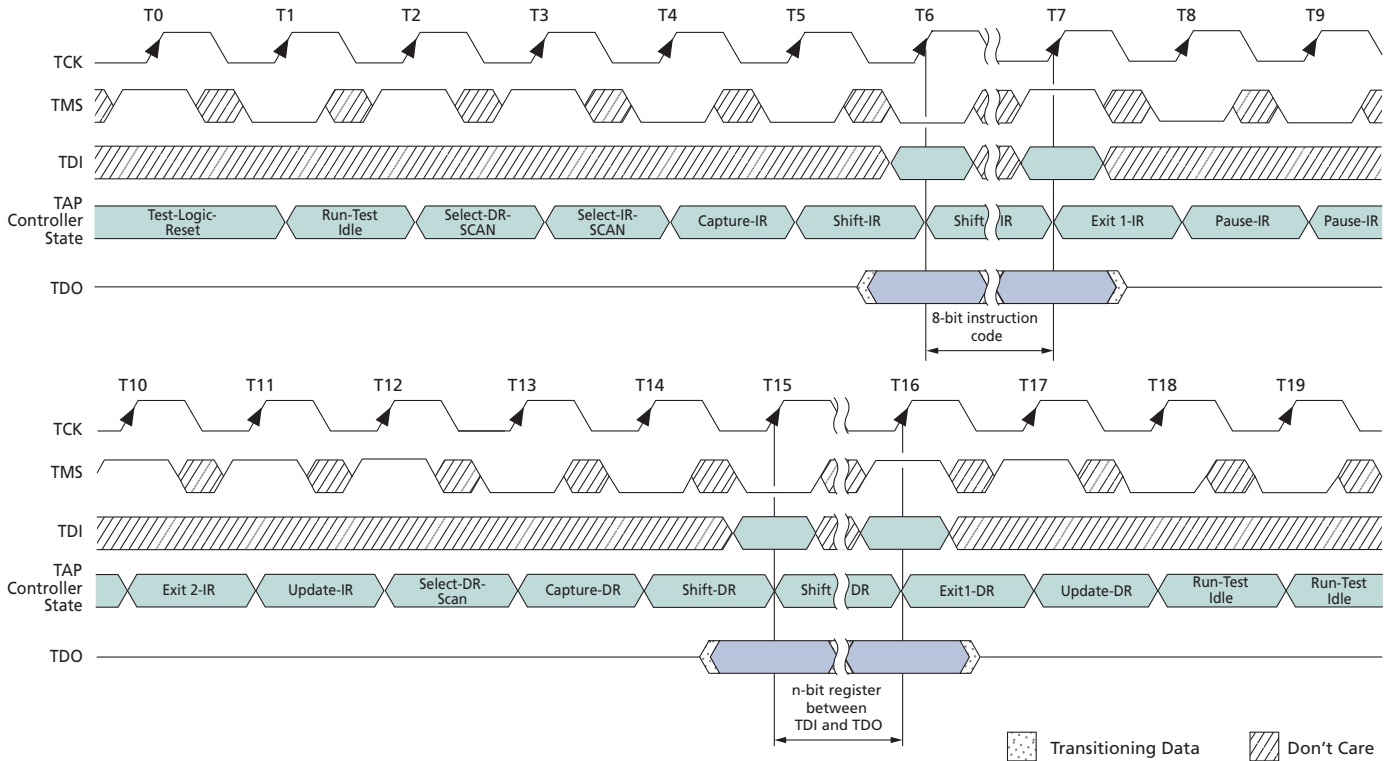 T0 T1 T2 T3 T4 T5 T6 T7 T8 T9
TCK
TMS
TDI
TAP
Controller
State
Test-Logic-
Reset
Run-Test
Idle
Select-DR-
SCAN
Select-IR-
SCAN
Capture-IR
Shift-IR
Shift IR
Exit 1-IR
Pause-IR
Pause-IR
TDO
8-bit instruction
code
T10 T11 T12 T13 T14 T15 T16 T17 T18 T19
TCK
TMS
TDI
TAP
Controller
State
Exit 2-IR
Update-IR
Select-DR-
Scan
Capture-DR
Shift-DR
Shift DR
Exit1-DR
Update-DR
Run-Test
Idle
Run-Test
Idle
TDO
n-bit register
between
TDI and TDO
Transitioning Data
Don't Care